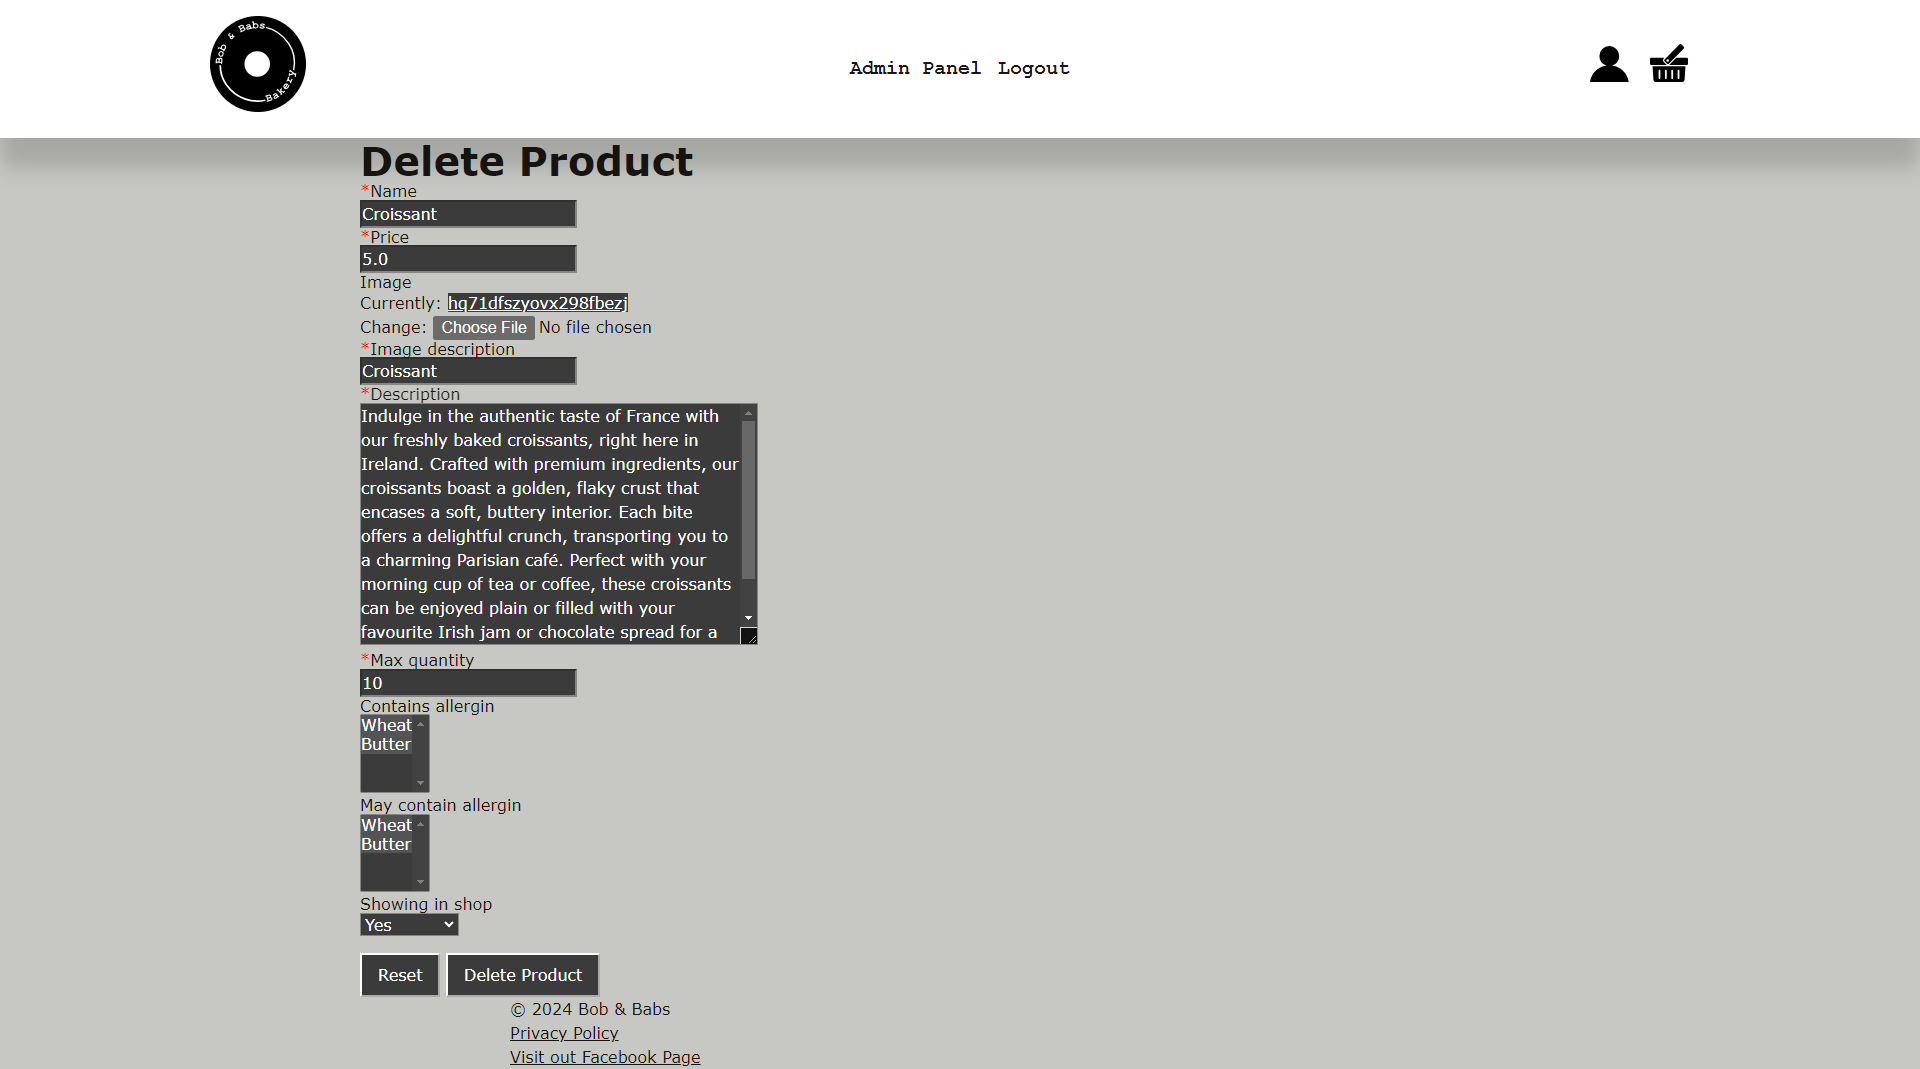 Bob & Babs
Bakery
Admin Panel Logout
Delete Product
*Name
Croissant
*Price
5.0
Image
Currently: hq71dfszyovx298fbezj
Change: Choose File No file chosen
*Image description
Croissant
*Description
Indulge in the authentic taste of France with
our freshly baked croissants, right here in
Ireland. Crafted with premium ingredients, our
croissants boast a golden, flaky crust that
encases a soft, buttery interior. Each bite
offers a delightful crunch, transporting you to
a charming Parisian café. Perfect with your
morning cup of tea or coffee, these croissants
can be enjoyed plain or filled with your
favourite Irish jam or chocolate spread for a
*Max quantity
10
Contains allergin
Wheat
Butter
May contain allergin
Wheat
Butter
Showing in shop
Yes
Reset Delete Product
© 2024 Bob & Babs
Privacy Policy
Visit out Facebook Page